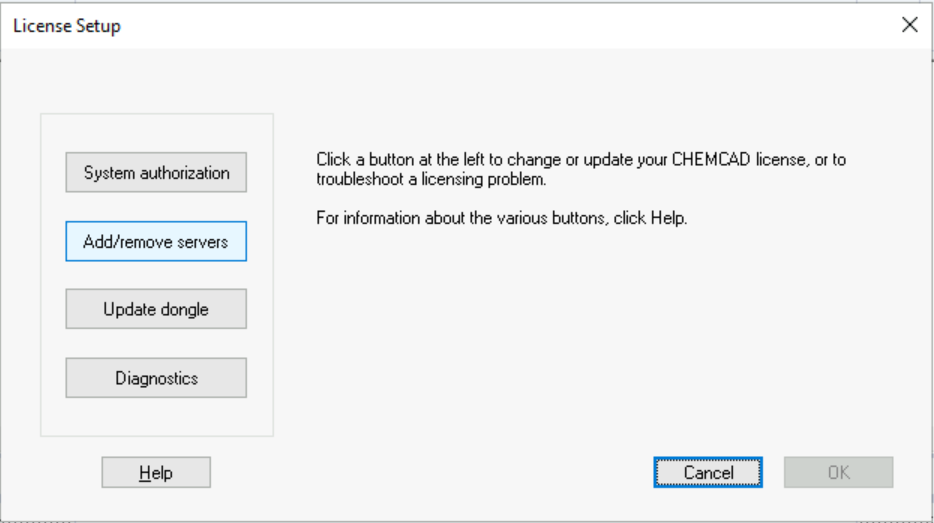 License Setup
System authorization
Add/remove servers
Update dongle
Diagnostics
Click a button at the left to change or update your CHEMCAD license, or to
troubleshoot a licensing problem.
For information about the various buttons, click Help.
Help
Cancel
OK